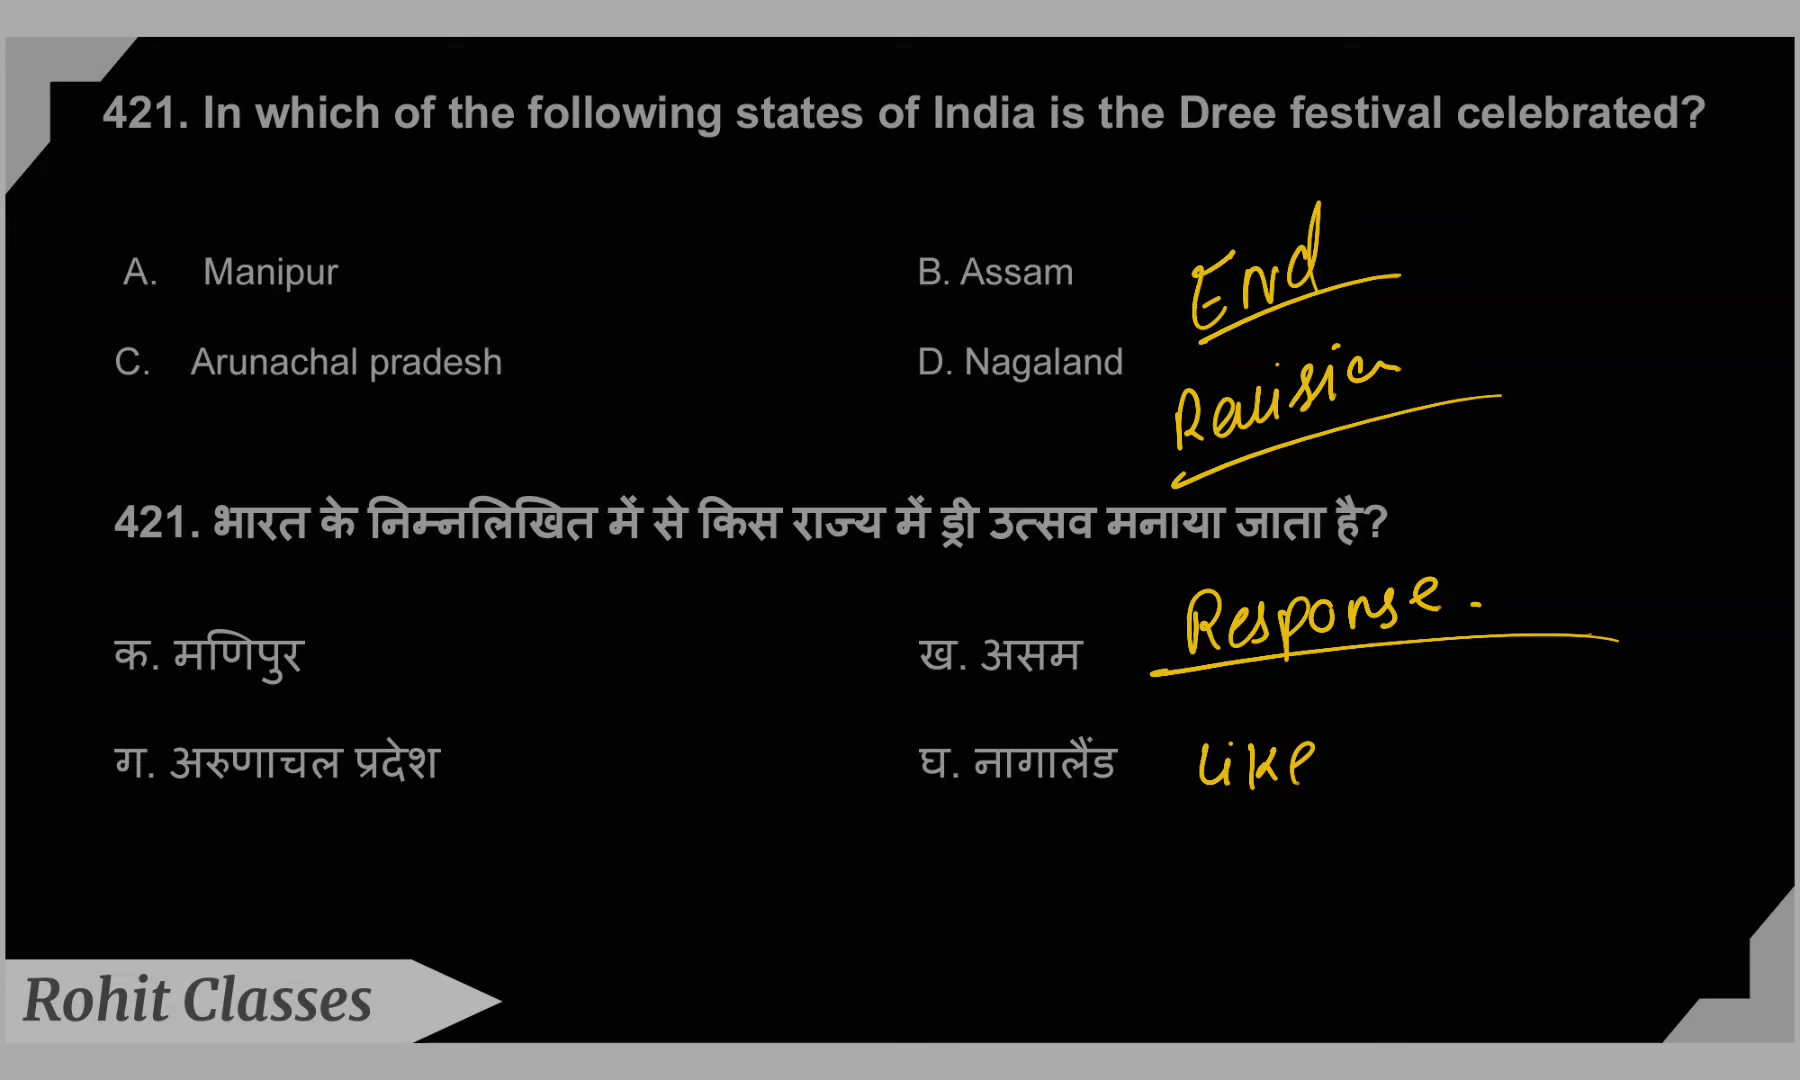 421. In which of the following states of India is the Dree festival celebrated?
A. Manipur
B. Assam
End
C. Arunachal pradesh
D. Nagaland
Revision
421. भारत के निम्नलिखित में से किस राज्य में ड्री उत्सव मनाया जाता है?
Response.
क. मणिपुर
ख. असम
ग. अरुणाचल प्रदेश
घ. नागालैंड
Like
Rohit Classes